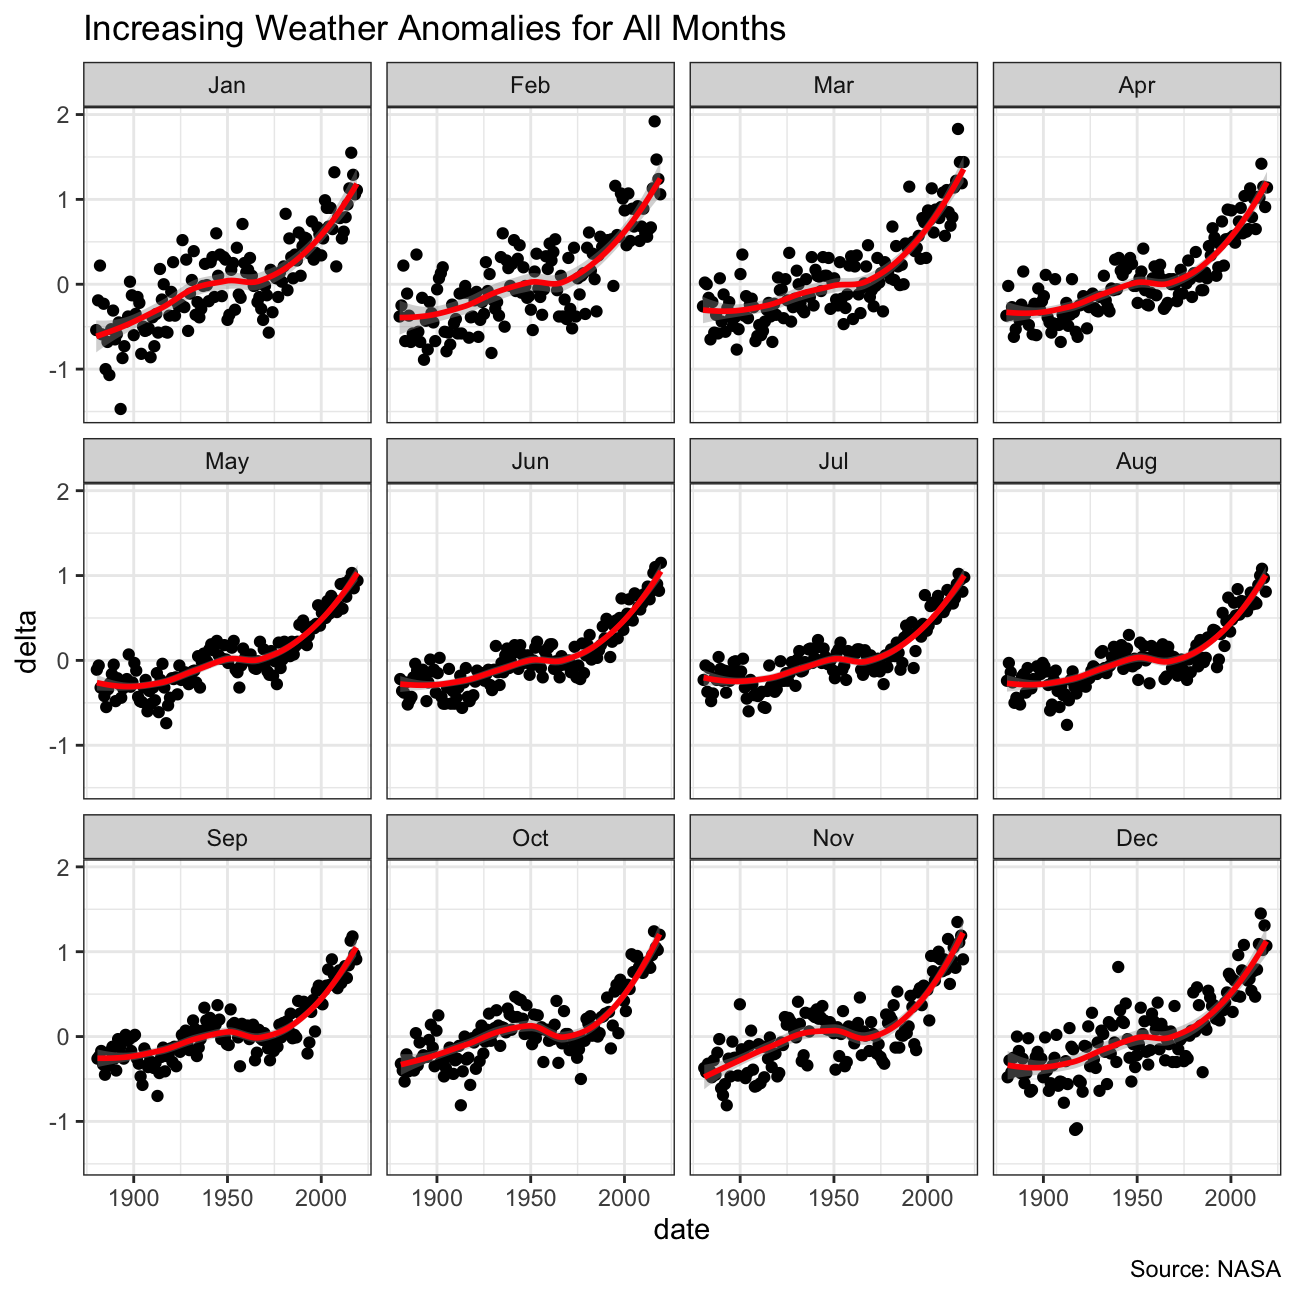 Increasing Weather Anomalies for All Months
Jan Feb Mar Apr
2
1
0
-1
May Jun Jul Aug
2
1
0
-1
delta
Sep Oct Nov Dec
2
1
0
-1
1900 1950 2000 1900 1950 2000 1900 1950 2000 1900 1950 2000
date
Source: NASA